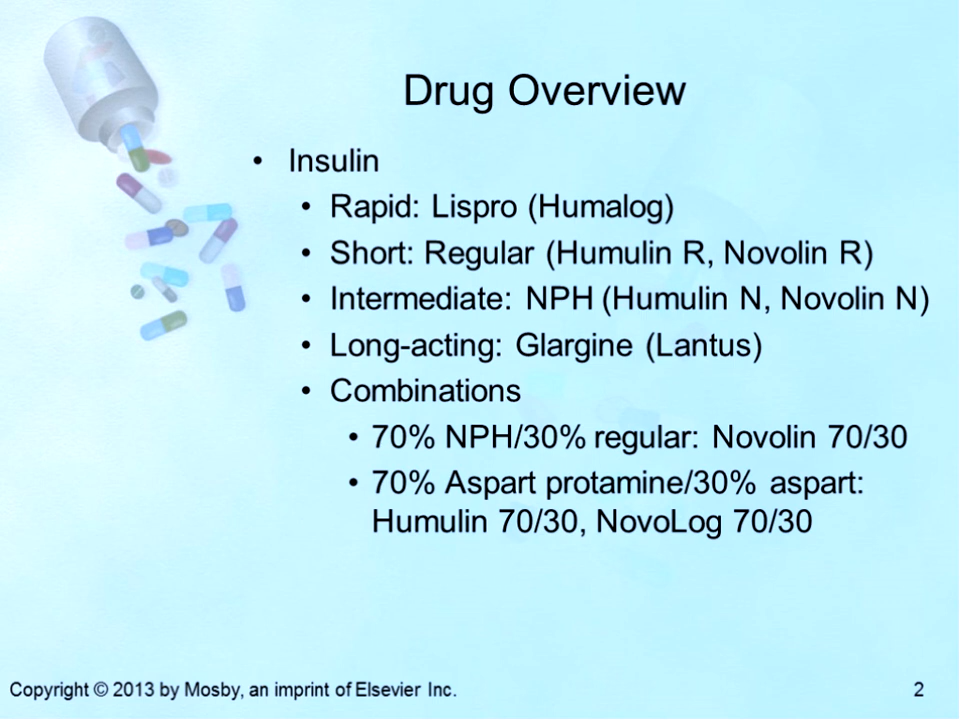 Drug Overview
• Insulin
• Rapid: Lispro (Humalog)
• Short: Regular (Humulin R, Novolin R)
• Intermediate: NPH (Humulin N, Novolin N)
• Long-acting: Glargine (Lantus)
• Combinations
• 70% NPH/30% regular: Novolin 70/30
• 70% Aspart protamine/30% aspart:
Humulin 70/30, NovoLog 70/30
Copyright © 2013 by Mosby, an imprint of Elsevier Inc.
2